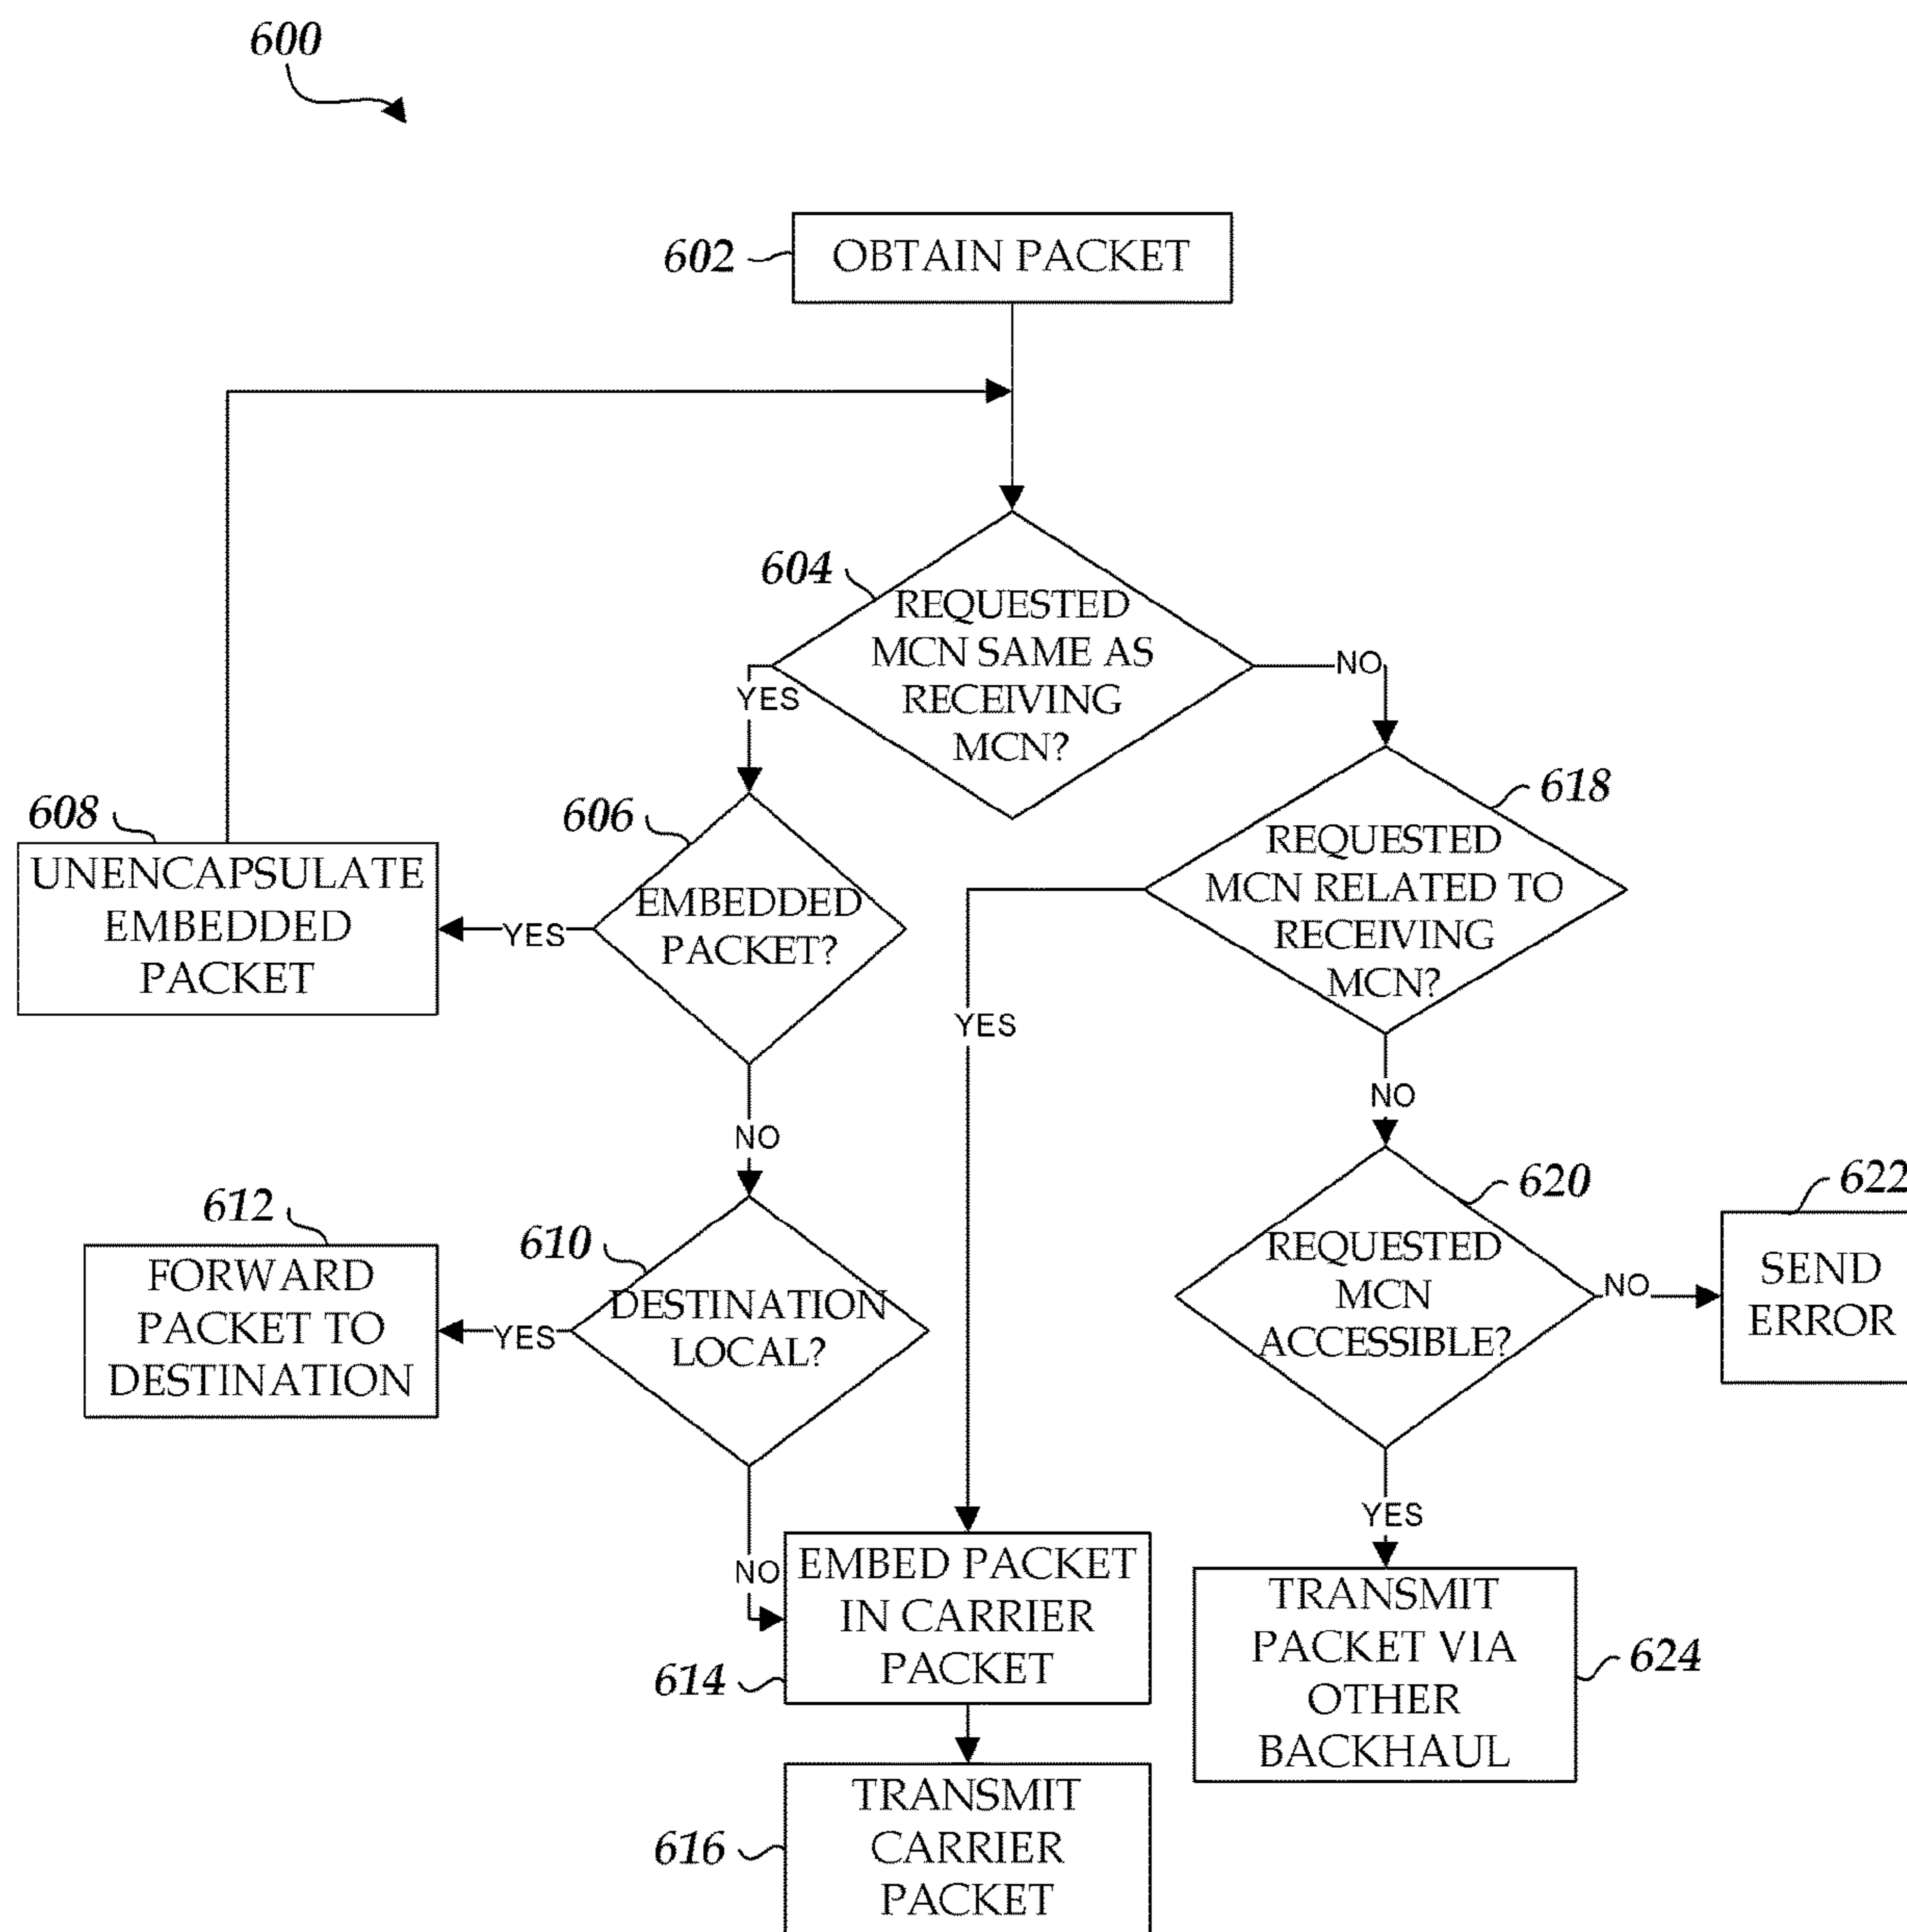 600
602
OBTAIN PACKET
604
REQUESTED
MCN SAME AS
RECEIVING
MCN?
YES
NO
606
EMBEDDED
PACKET?
YES
608
UNENCAPSULATE
EMBEDDED
PACKET
NO
610
DESTINATION
LOCAL?
YES
612
FORWARD
PACKET TO
DESTINATION
NO
618
REQUESTED
MCN RELATED TO
RECEIVING
MCN?
YES
NO
614
EMBED PACKET
IN CARRIER
PACKET
616
TRANSMIT
CARRIER
PACKET
620
REQUESTED
MCN
ACCESSIBLE?
NO
622
SEND
ERROR
YES
TRANSMIT
PACKET VIA
OTHER
BACKHAUL
624